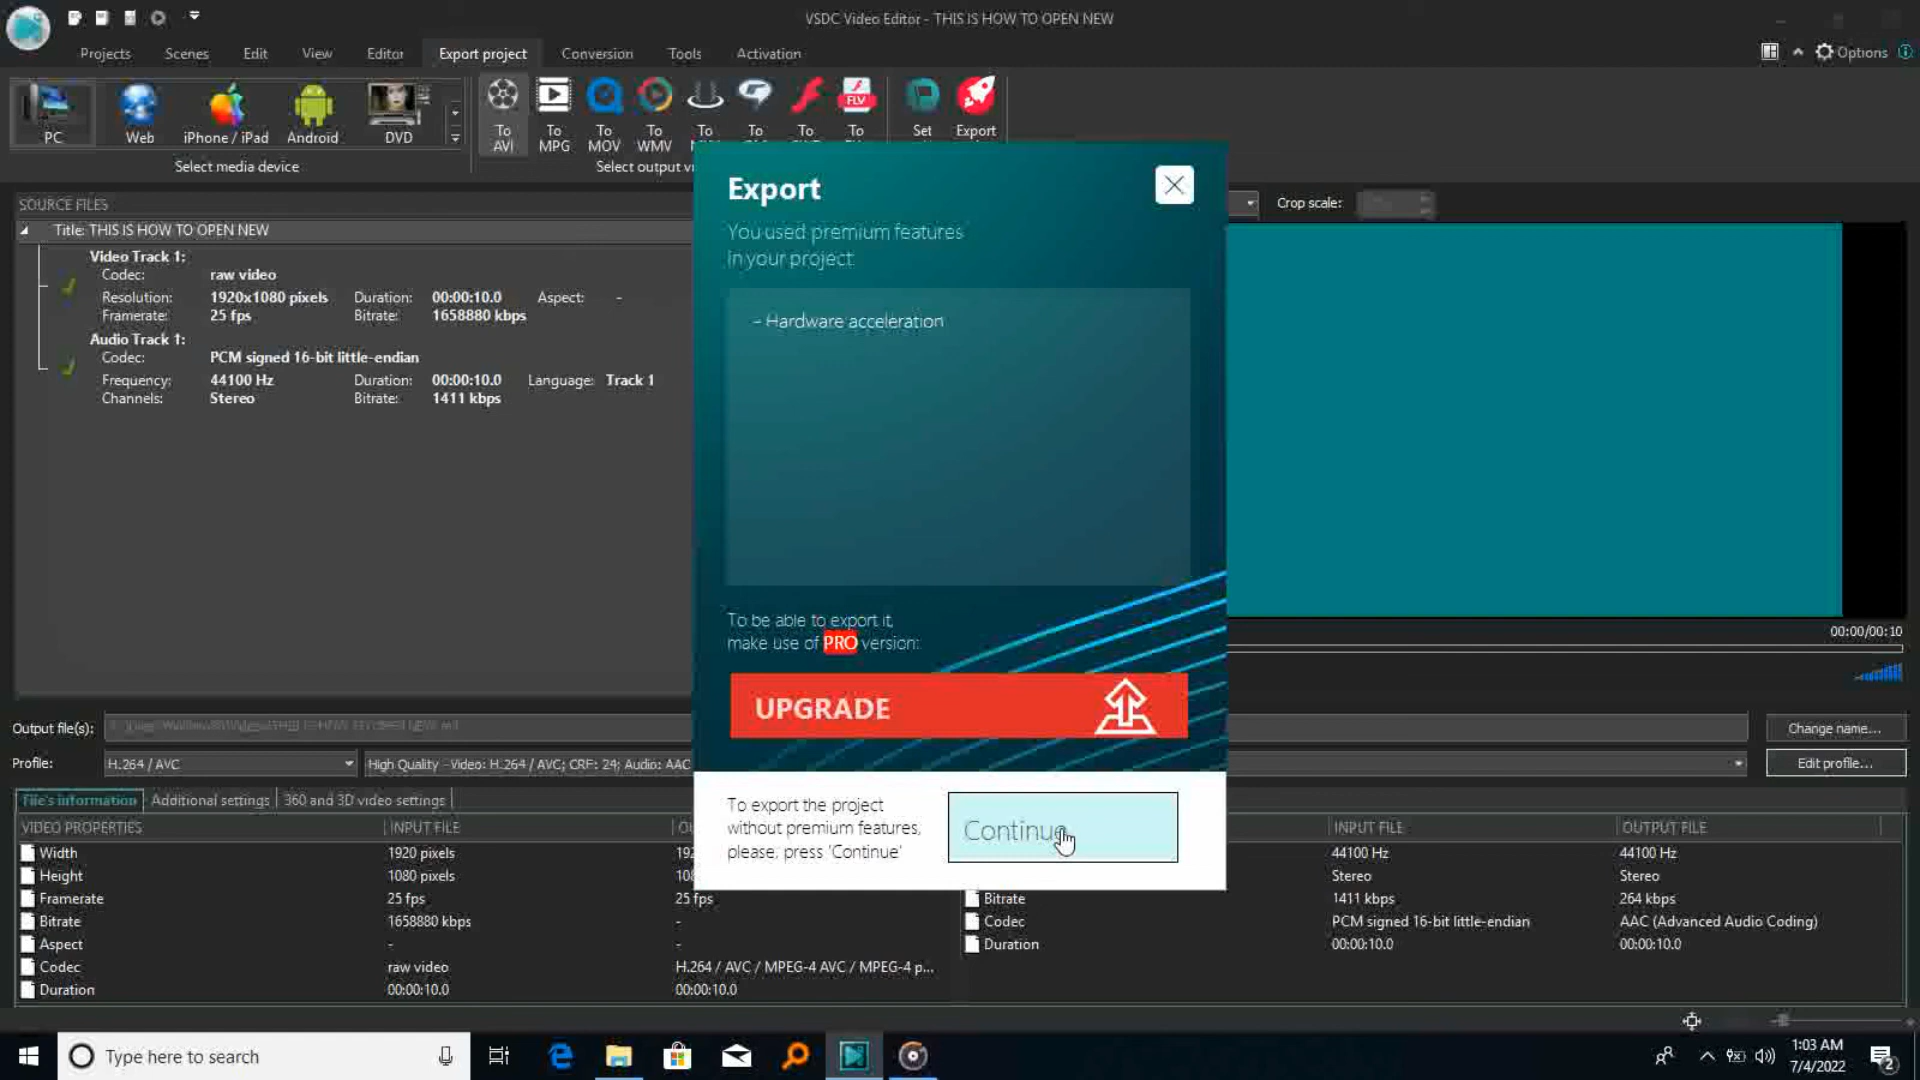 VSDC Video Editor - THIS IS HOW TO OPEN NEW
Projects
Scenes
Edit
View
Editor
Export project
Conversion
Tools
Activation
Options
PC
Web
iPhone / iPad
Android
DVD
Select media device
To
AVI
To
MPG
To
MOV
To
WMV
To
To
To
To
FLV
Set
Export
Select output
Crop scale:
SOURCE FILES
Title: THIS IS HOW TO OPEN NEW
Video Track 1:
Codec: raw video
Resolution: 1920x1080 pixels Duration: 00:00:10.0 Aspect: -
Framerate: 25 fps Bitrate: 1658880 kbps
Audio Track 1:
Codec: PCM signed 16-bit little-endian
Frequency: 44100 Hz Duration: 00:00:10.0 Language: Track 1
Channels: Stereo Bitrate: 1411 kbps
Export
You used premium features
in your project:
- Hardware acceleration
To be able to export it,
make use of PRO version:
UPGRADE
To export the project
without premium features,
please, press 'Continue'
Continue
00:00/00:10
Output file(s):
Change name...
Profile: H.264 / AVC High Quality - Video: H.264 / AVC; CRF: 24; Audio: AAC
Edit profile...
File's information
Additional settings
360 and 3D video settings
VIDEO PROPERTIES INPUT FILE
INPUT FILE OUTPUT FILE
Width 1920 pixels
44100 Hz 44100 Hz
Height 1080 pixels
Stereo Stereo
Framerate 25 fps 25 fps
Bitrate 1411 kbps 264 kbps
Bitrate 1658880 kbps -
Codec PCM signed 16-bit little-endian AAC (Advanced Audio Coding)
Aspect - -
Duration 00:00:10.0 00:00:10.0
Codec raw video H.264 / AVC / MPEG-4 AVC / MPEG-4 p...
Duration 00:00:10.0 00:00:10.0
Type here to search
1:03 AM
7/4/2022
2